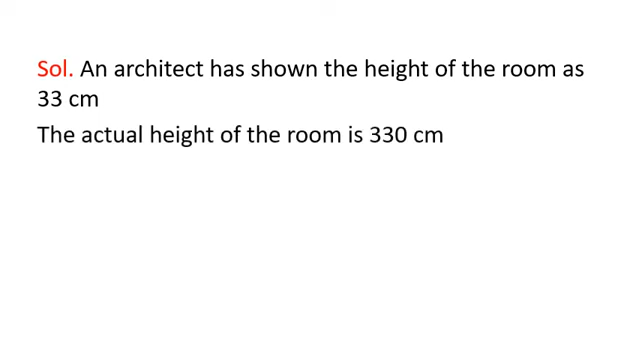 Sol. An architect has shown the height of the room as
33 cm
The actual height of the room is 330 cm